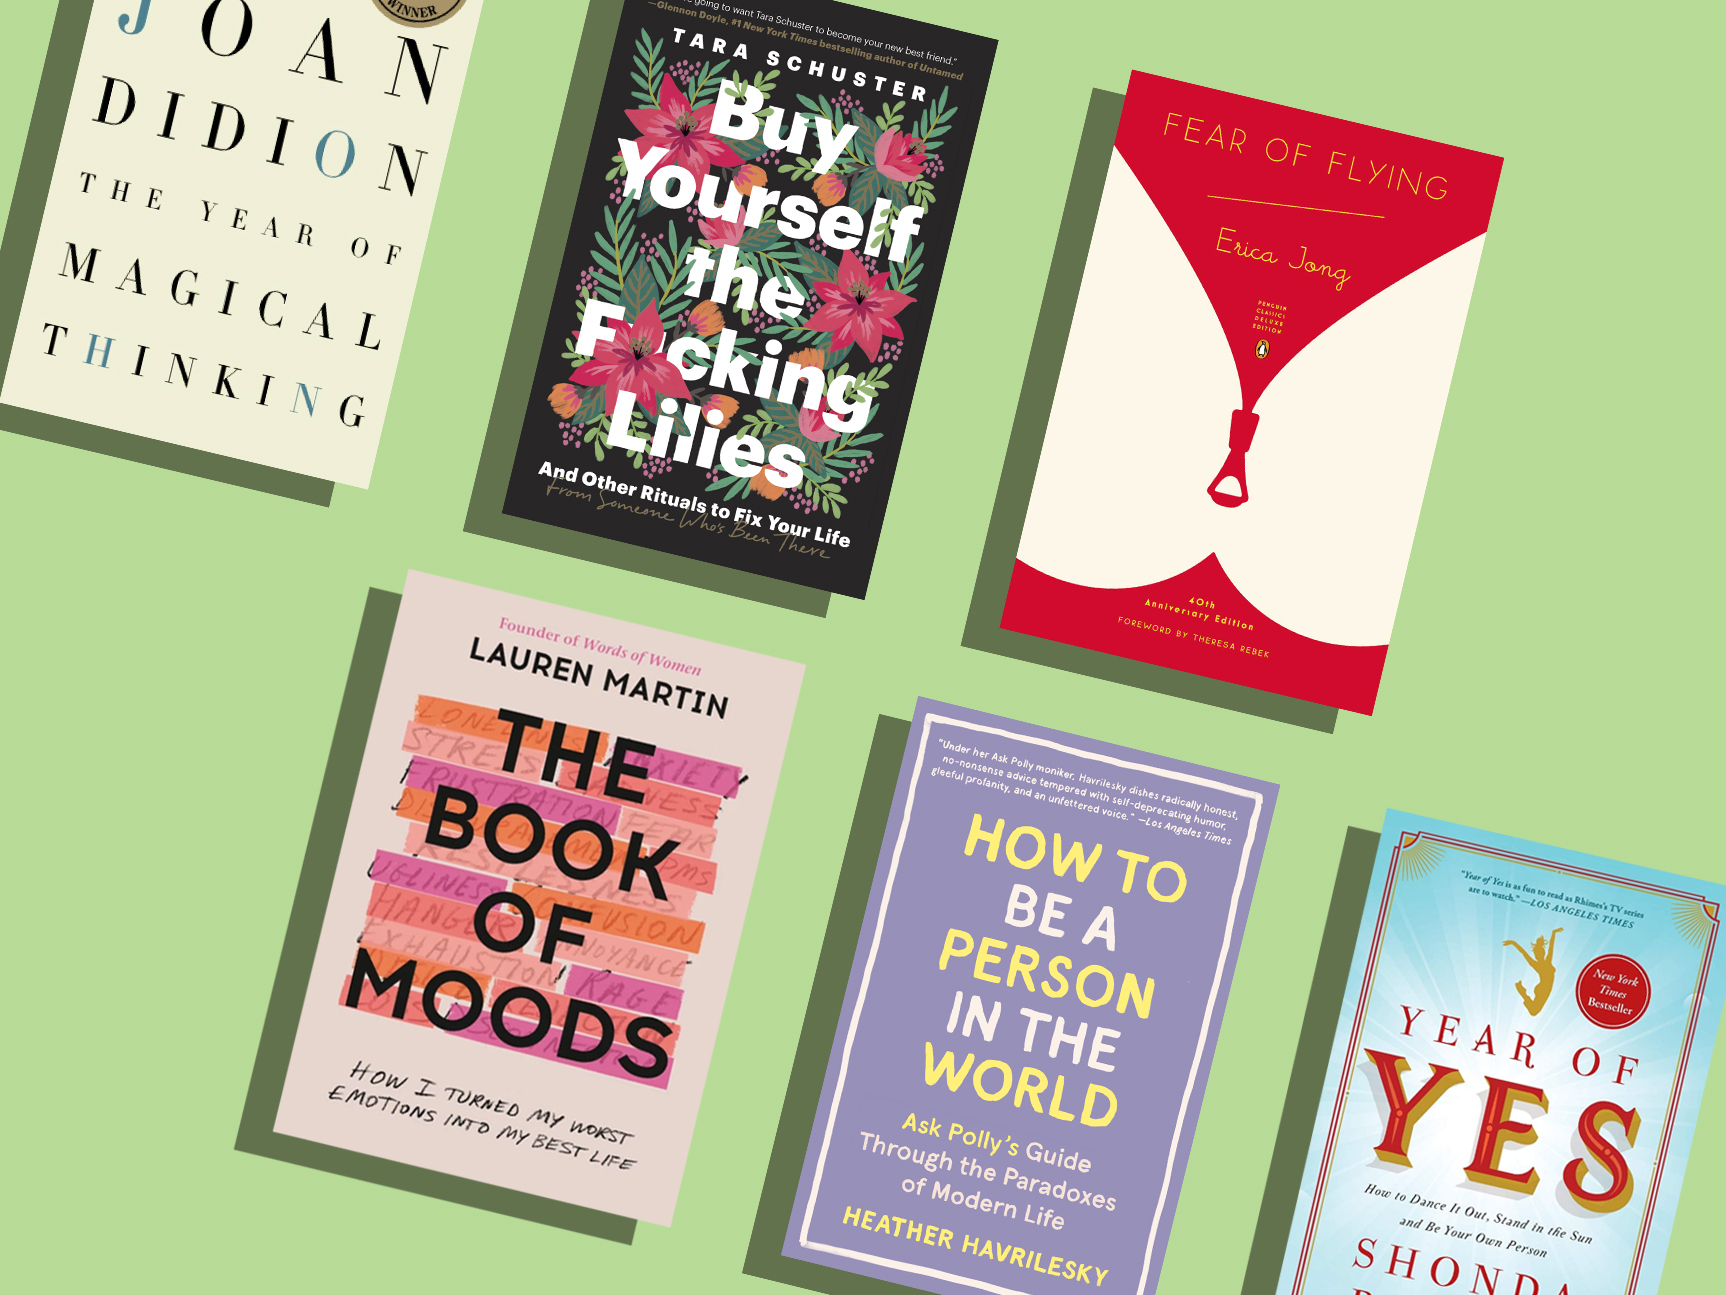 WINNER
JOAN
DIDION
THE YEAR OF
MAGICAL
THINKING
going to want Tara Schuster to become your new best friend."
—Glennon Doyle, #1 New York Times bestselling author of Untamed
TARA SCHUSTER
Buy
Yourself
the
F cking
Lilies
And Other Rituals to Fix Your Life
From Someone Who's Been There
FEAR OF FLYING
Erica Jong
PENGUIN
CLASSICS
DELUXE
EDITION
40th
Anniversary Edition
FOREWORD BY THERESA REBEK
Founder of Words of Women
LAUREN MARTIN
THE
BOOK
OF
MOODS
STRESS
FRUSTRATION
FEAR
UGLINESS
HANGER
EXHAUSTION
RAGE
HOW I TURNED MY WORST
EMOTIONS INTO MY BEST LIFE
"Under her Ask Polly moniker, Havrilesky dishes radically honest,
no-nonsense advice tempered with self-deprecating humor,
gleeful profanity, and an unfettered voice." —Los Angeles Times
HOW TO
BE A
PERSON
IN THE
WORLD
Ask Polly's Guide
Through the Paradoxes
of Modern Life
HEATHER HAVRILESKY
"Year of Yes is as fun to read as Rhimes's TV series
are to watch." —LOS ANGELES TIMES
New York
Times
Bestseller
YEAR OF
YES
How to Dance It Out, Stand in the Sun
and Be Your Own Person
SHONDA